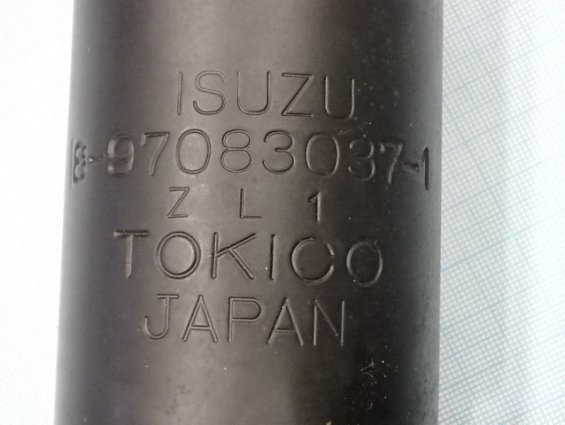 ISUZU
8-97083037-1
Z L 1
TOKICO
JAPAN